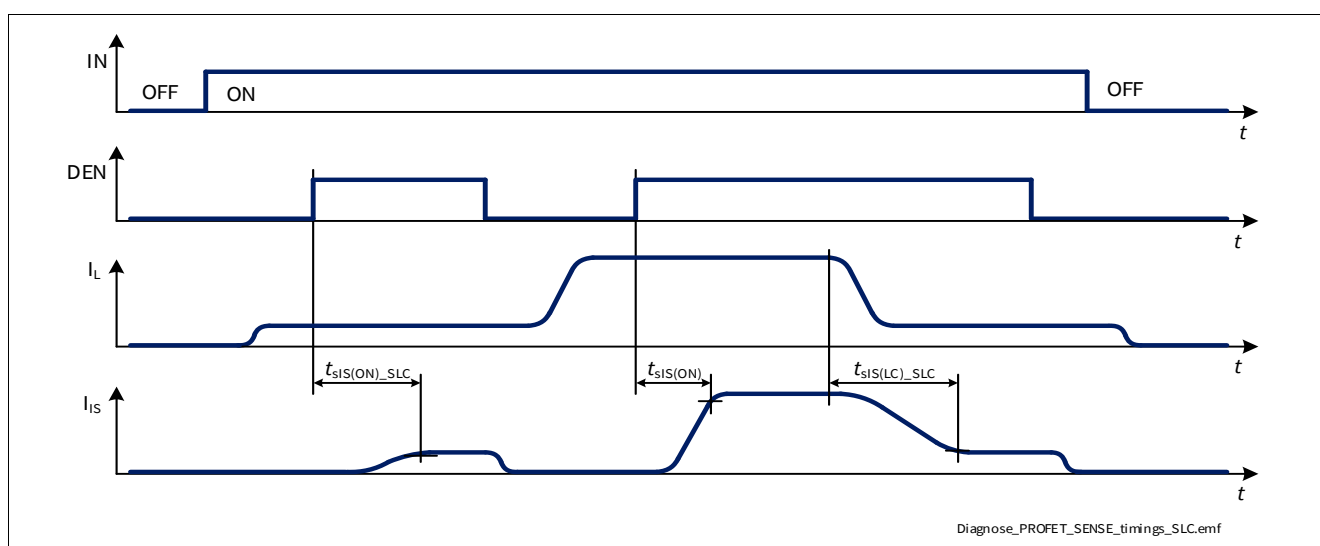 IN
OFF
ON
OFF
t
DEN
t
IL
t
tsIS(ON)_SLC
tsIS(ON)
tsIS(LC)_SLC
IIS
t
Diagnose_PROFET_SENSE_timings_SLC.emf